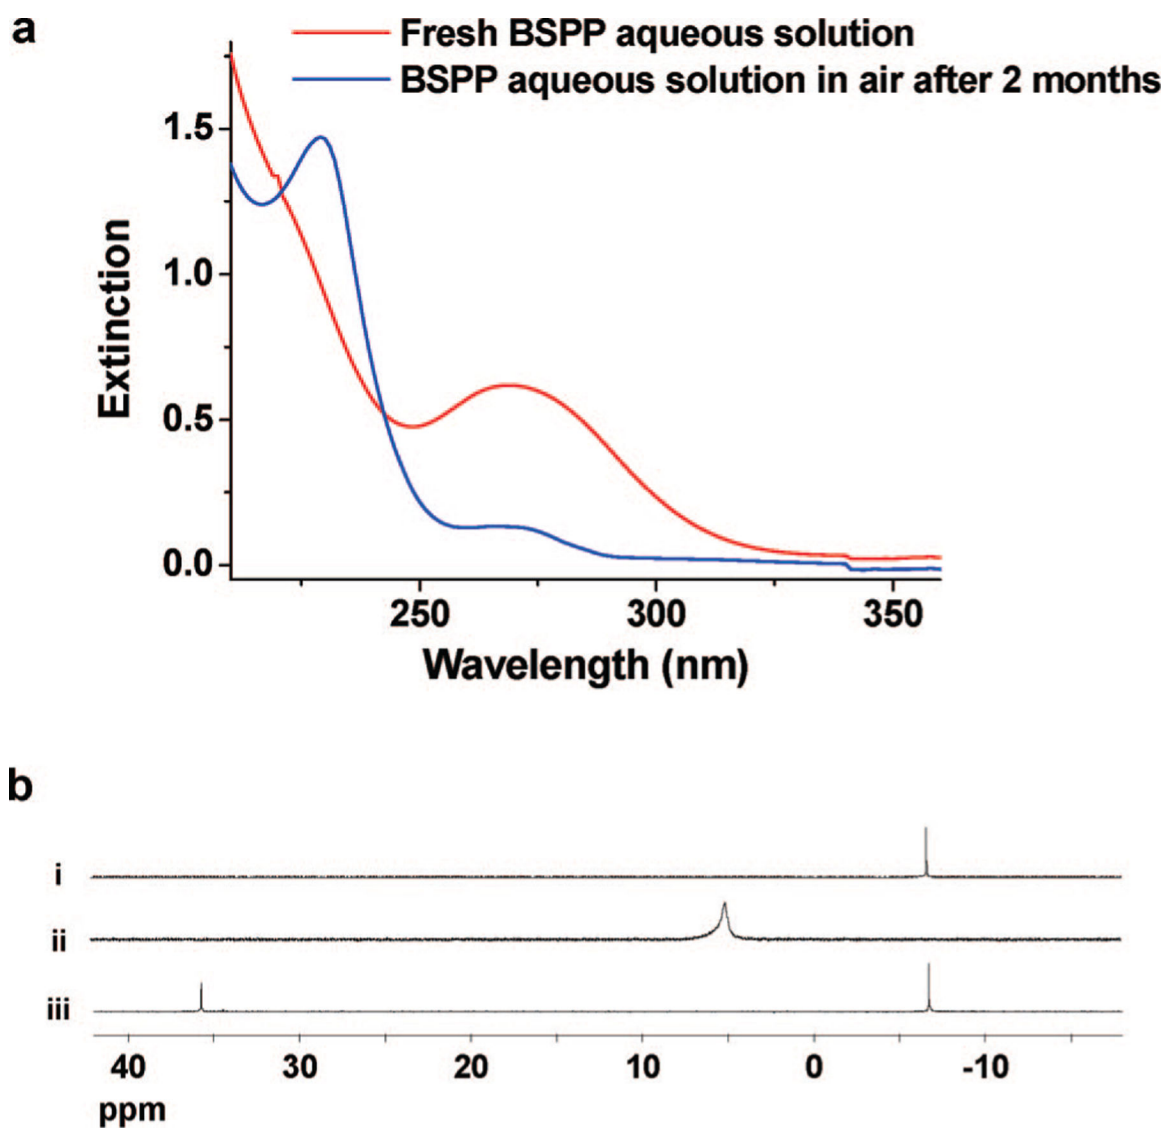 a
Fresh BSPP aqueous solution
BSPP aqueous solution in air after 2 months
1.5
1.0
0.5
0.0
Extinction
250 300 350
Wavelength (nm)
b
i
ii
iii
40 30 20 10 0 -10
ppm